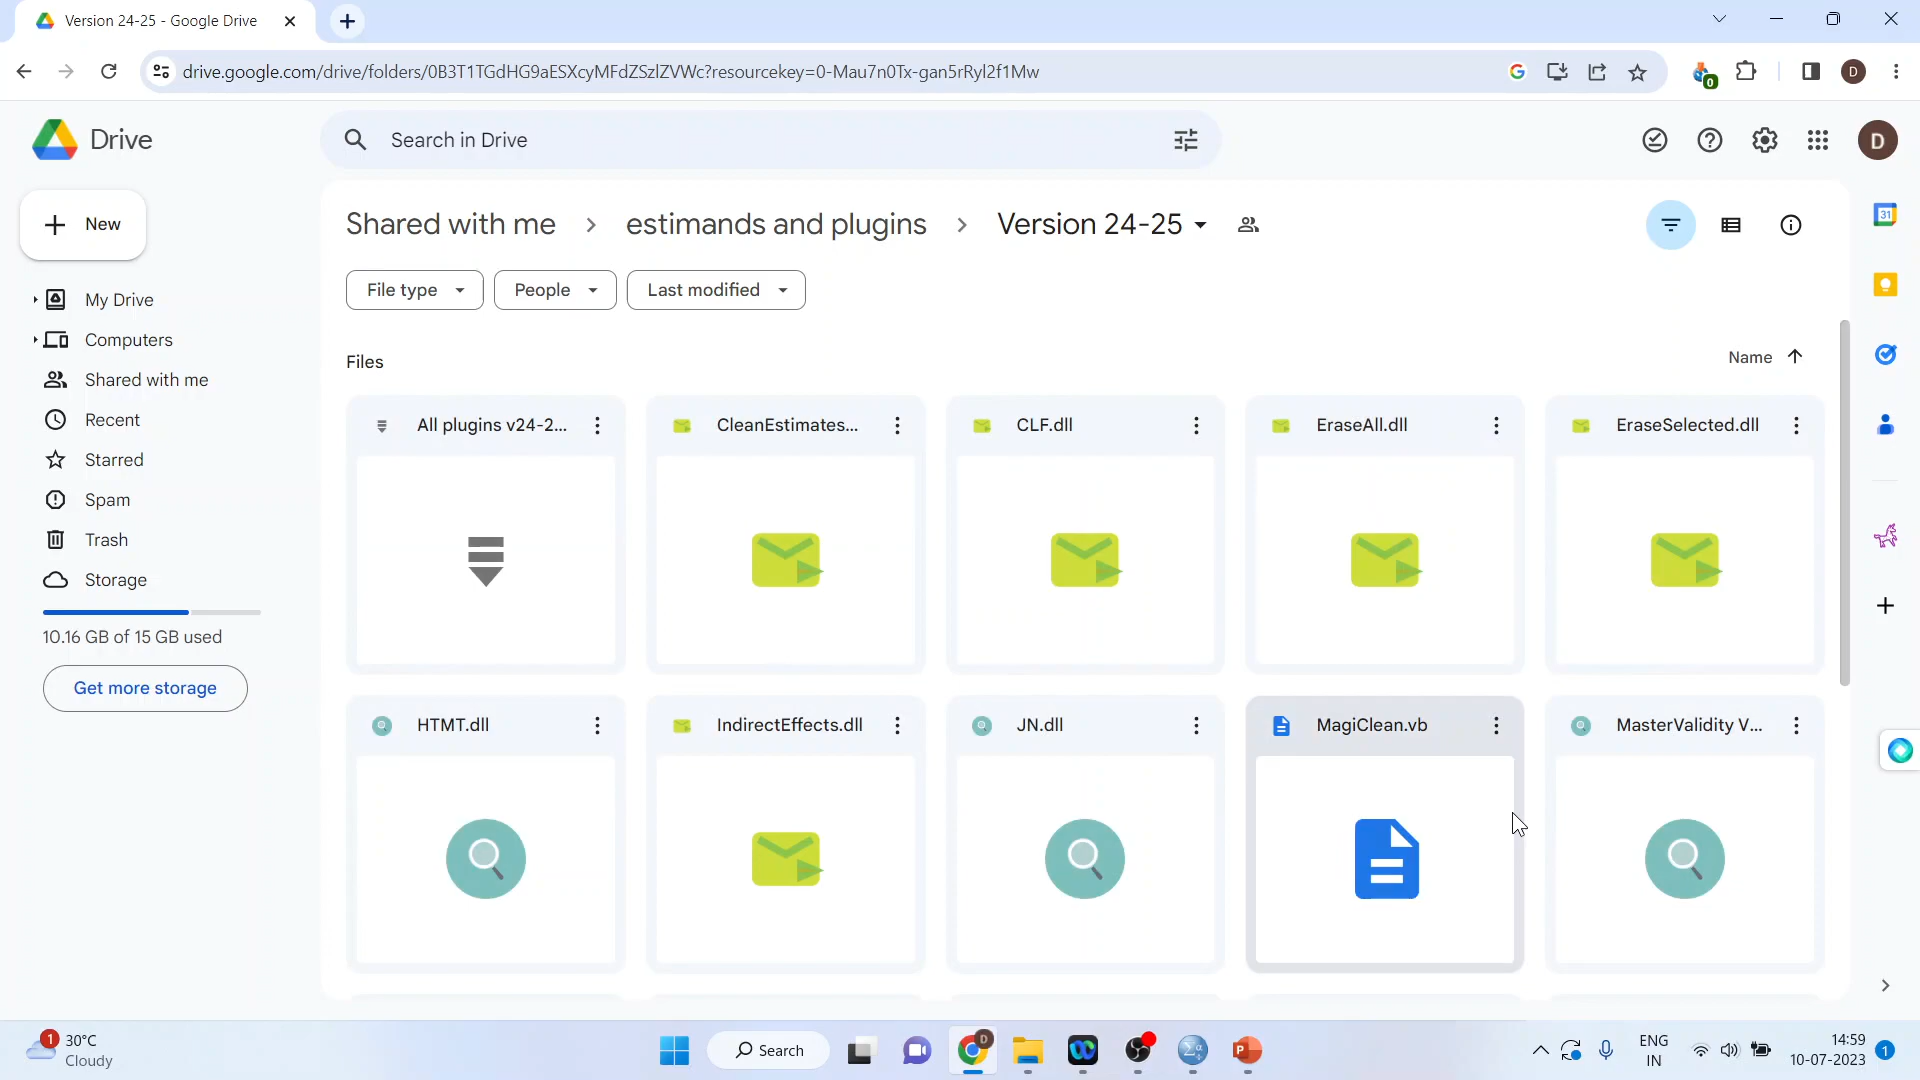 Version 24-25 - Google Drive
drive.google.com/drive/folders/0B3T1TGdHG9aESXcyMFdZSzlZVWc?resourcekey=0-Mau7n0Tx-gan5rRyl2f1Mw
0
D
Drive
Search in Drive
D
New
Shared with me
estimands and plugins
Version 24-25
31
File type
People
Last modified
My Drive
Computers
Shared with me
Recent
Starred
Spam
Trash
Storage
10.16 GB of 15 GB used
Get more storage
Files
Name
All plugins v24-2...
CleanEstimates...
CLF.dll
EraseAll.dll
EraseSelected.dll
HTMT.dll
IndirectEffects.dll
JN.dll
MagiClean.vb
MasterValidity V...
1
30°C
Cloudy
Search
D
ENG
IN
14:59
10-07-2023
1